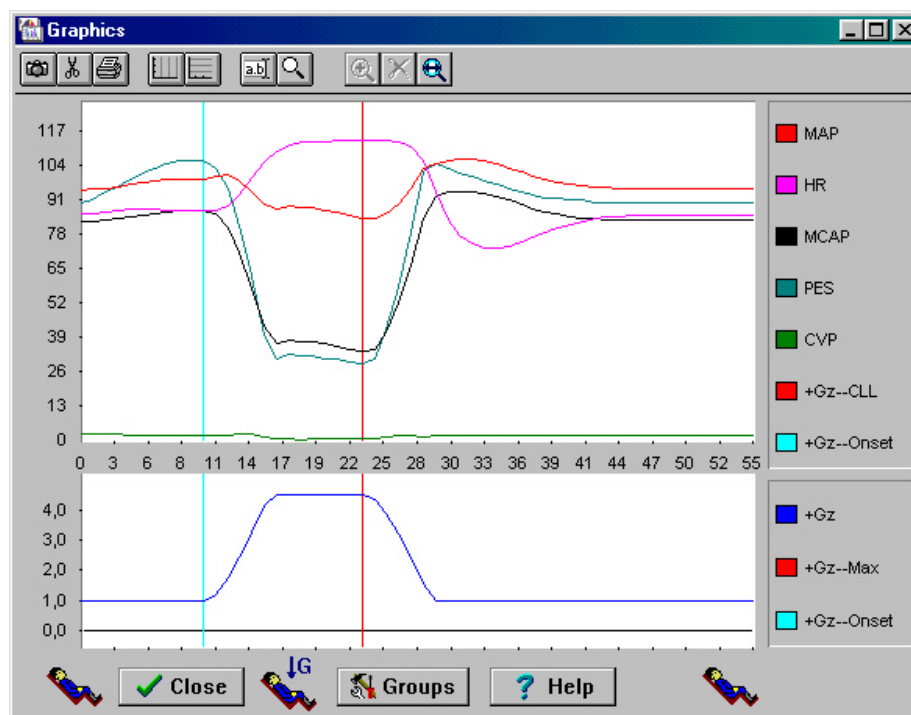 Graphics
a.b
117
104
91
78
65
52
39
26
13
0
0 3 6 8 11 14 17 19 22 25 28 30 33 36 39 41 44 47 50 52 55
MAP
HR
MCAP
PES
CVP
+Gz--CLL
+Gz--Onset
4,0
3,0
2,0
1,0
0,0
+Gz
+Gz--Max
+Gz--Onset
↓G
Close
Groups
? Help